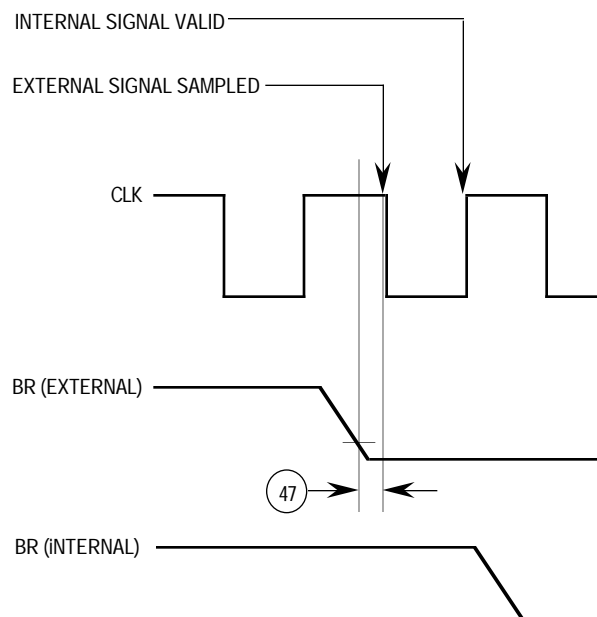 INTERNAL SIGNAL VALID
EXTERNAL SIGNAL SAMPLED
CLK
BR (EXTERNAL)
47
BR (iNTERNAL)